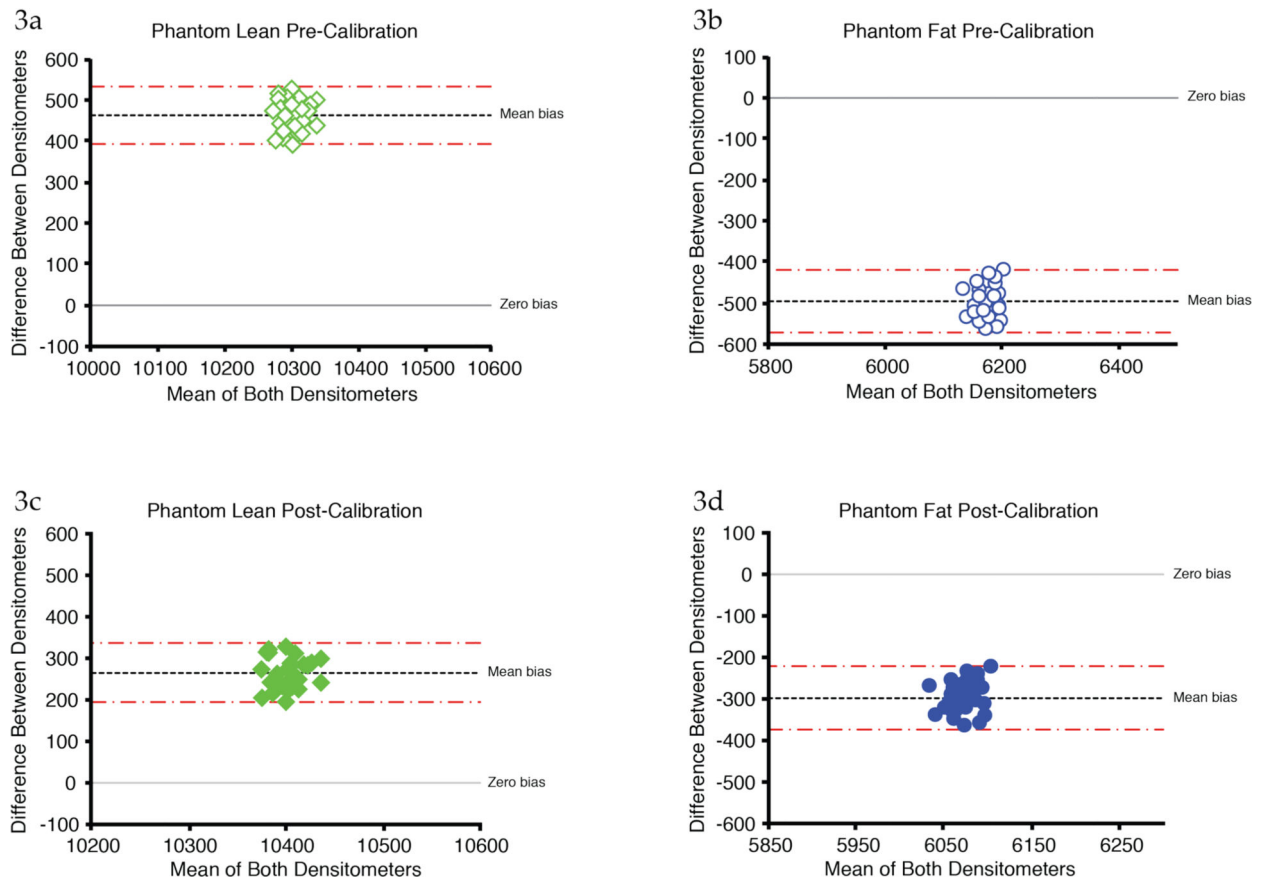 3a
Phantom Lean Pre-Calibration
Difference Between Densitometers
600
500
400
300
200
100
0
-100
Mean bias
Zero bias
10000 10100 10200 10300 10400 10500 10600
Mean of Both Densitometers
3b
Phantom Fat Pre-Calibration
Difference Between Densitometers
100
0
-100
-200
-300
-400
-500
-600
Zero bias
Mean bias
5800 6000 6200 6400
Mean of Both Densitometers
3c
Phantom Lean Post-Calibration
Difference Between Densitometers
600
500
400
300
200
100
0
-100
Mean bias
Zero bias
10200 10300 10400 10500 10600
Mean of Both Densitometers
3d
Phantom Fat Post-Calibration
Difference Between Densitometers
100
0
-100
-200
-300
-400
-500
-600
Zero bias
Mean bias
5850 5950 6050 6150 6250
Mean of Both Densitometers